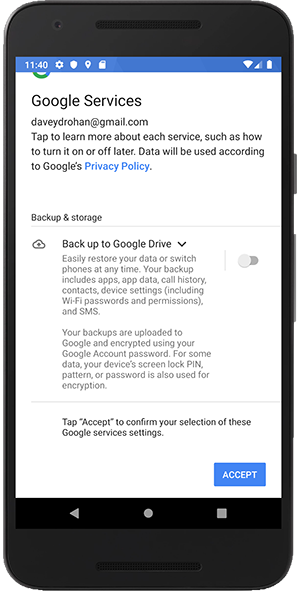 11:40
Google Services
daveydrohan@gmail.com
Tap to learn more about each service, such as how
to turn it on or off later. Data will be used according
to Google's Privacy Policy.
Backup & storage
Back up to Google Drive
Easily restore your data or switch
phones at any time. Your backup
includes apps, app data, call history,
contacts, device settings (including
Wi-Fi passwords and permissions),
and SMS.
Your backups are uploaded to
Google and encrypted using your
Google Account password. For some
data, your device's screen lock PIN,
pattern, or password is also used for
encryption.
Tap "Accept" to confirm your selection of these
Google services settings.
ACCEPT